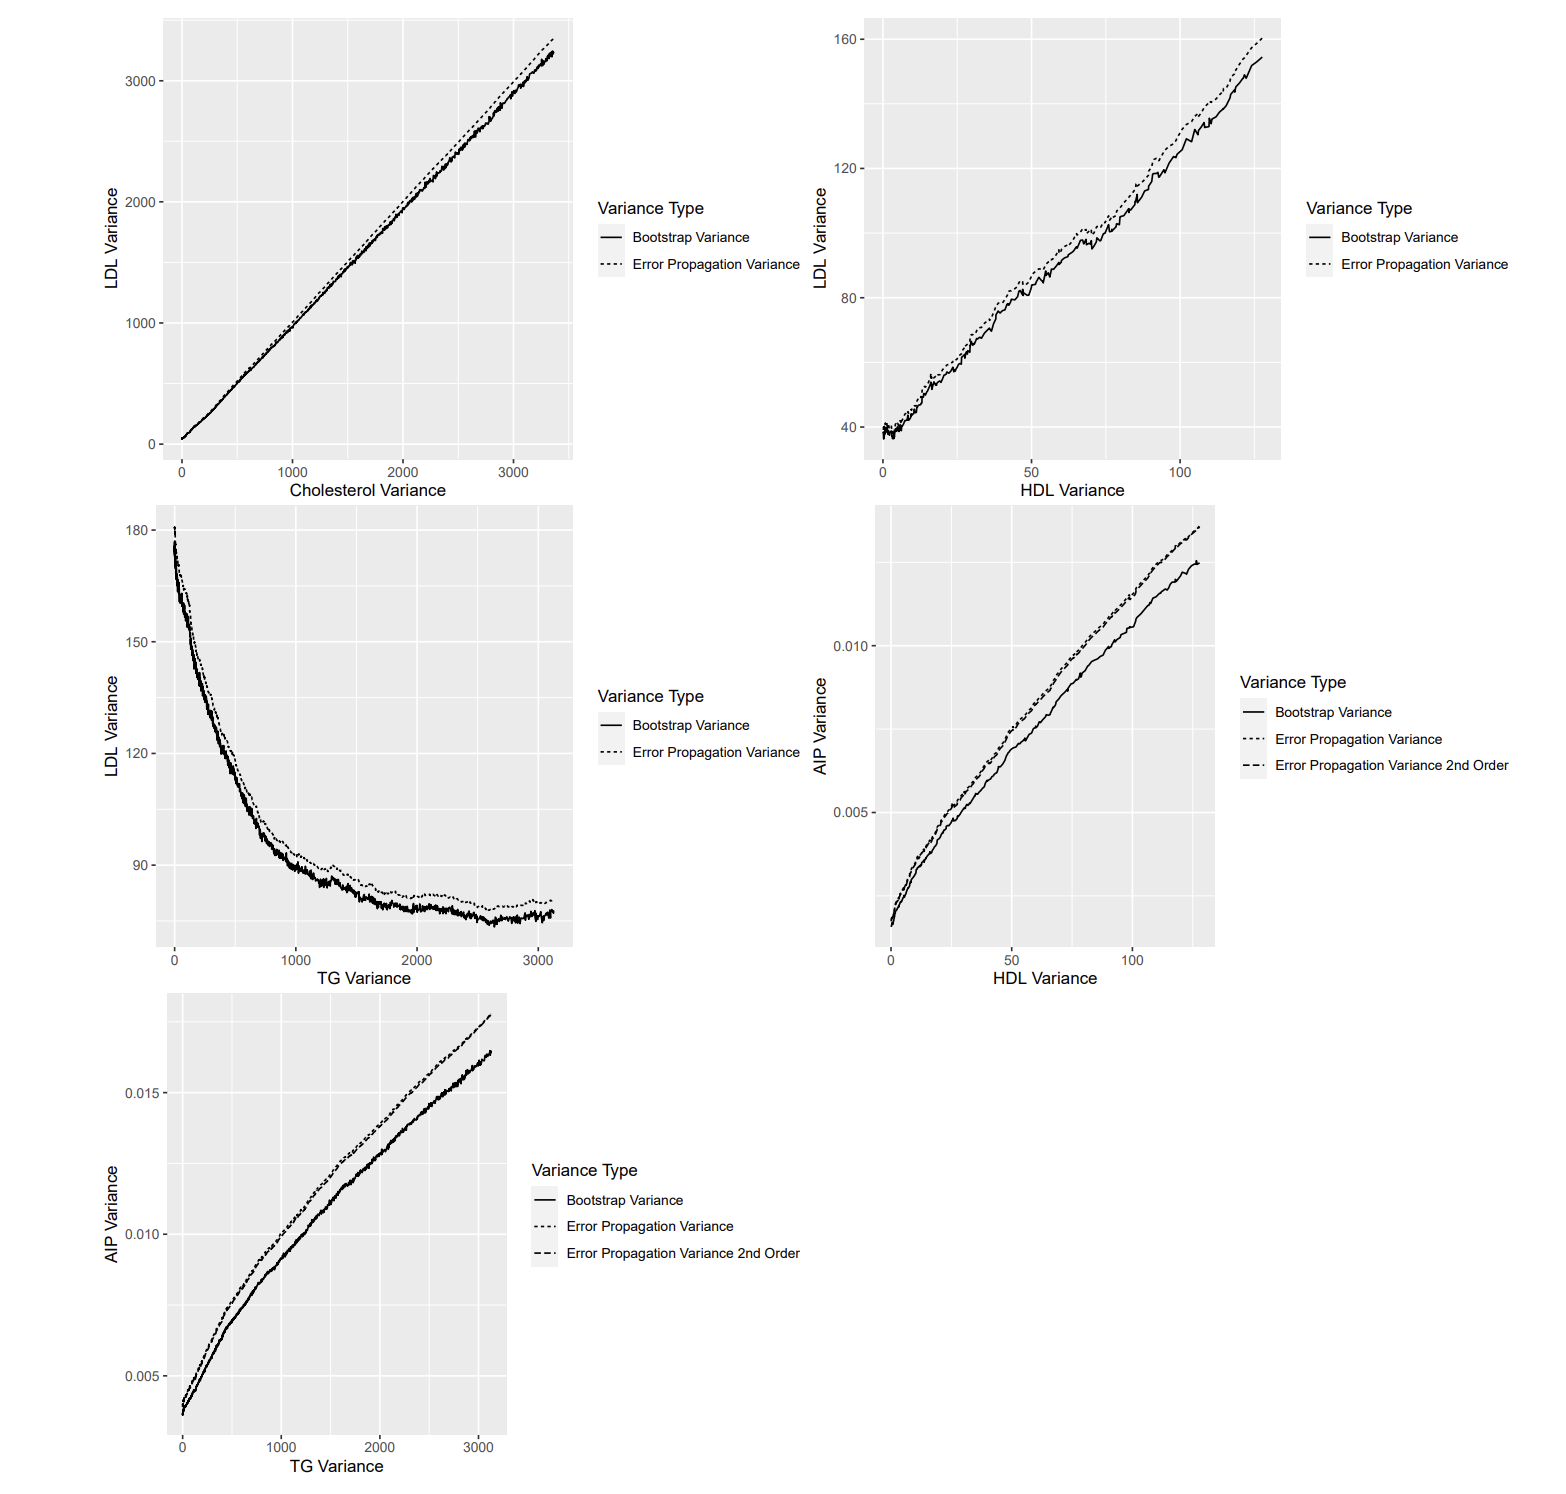 LDL Variance
3000
2000
1000
0
0
1000
2000
3000
Cholesterol Variance
Variance Type
Bootstrap Variance
Error Propagation Variance
LDL Variance
160
120
80
40
0
50
100
HDL Variance
Variance Type
Bootstrap Variance
Error Propagation Variance
LDL Variance
180
150
120
90
0
1000
2000
3000
TG Variance
Variance Type
Bootstrap Variance
Error Propagation Variance
AIP Variance
0.010
0.005
0
50
100
HDL Variance
Variance Type
Bootstrap Variance
Error Propagation Variance
Error Propagation Variance 2nd Order
AIP Variance
0.015
0.010
0.005
0
1000
2000
3000
TG Variance
Variance Type
Bootstrap Variance
Error Propagation Variance
Error Propagation Variance 2nd Order